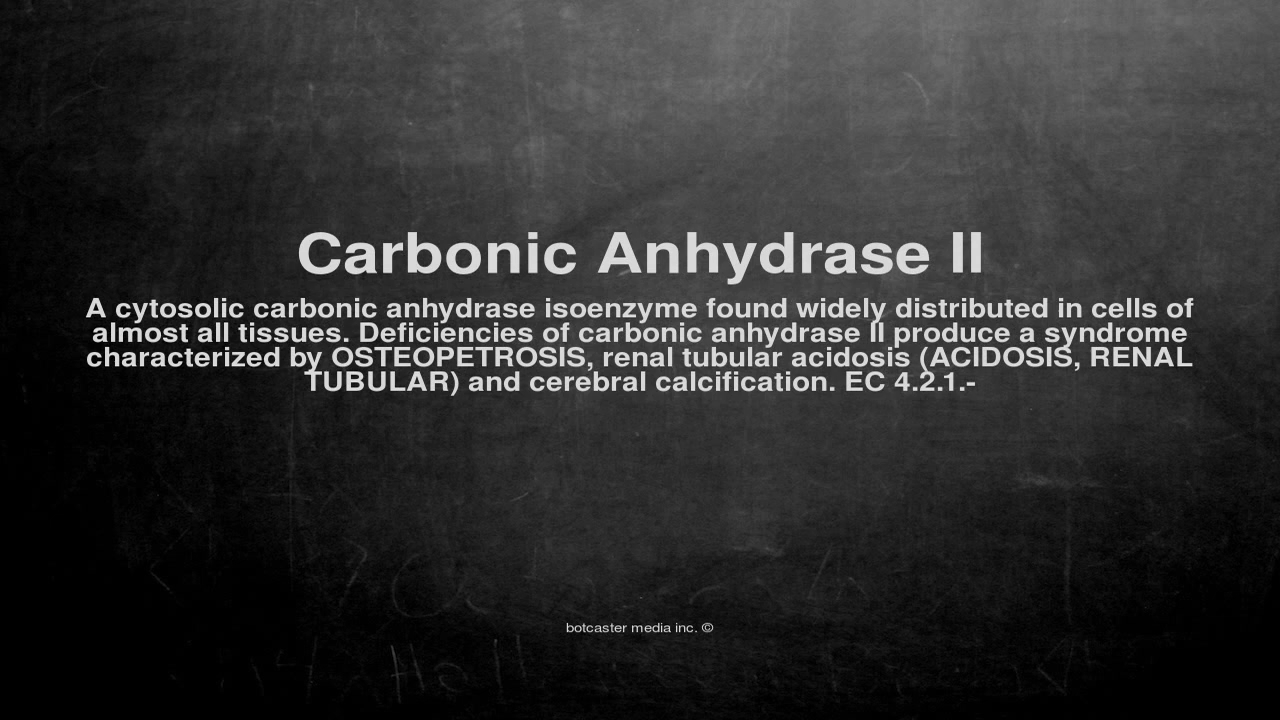 Carbonic Anhydrase II
A cytosolic carbonic anhydrase isoenzyme found widely distributed in cells of
almost all tissues. Deficiencies of carbonic anhydrase II produce a syndrome
characterized by OSTEOPETROSIS, renal tubular acidosis (ACIDOSIS, RENAL
TUBULAR) and cerebral calcification. EC 4.2.1.-
botcaster media inc. ©